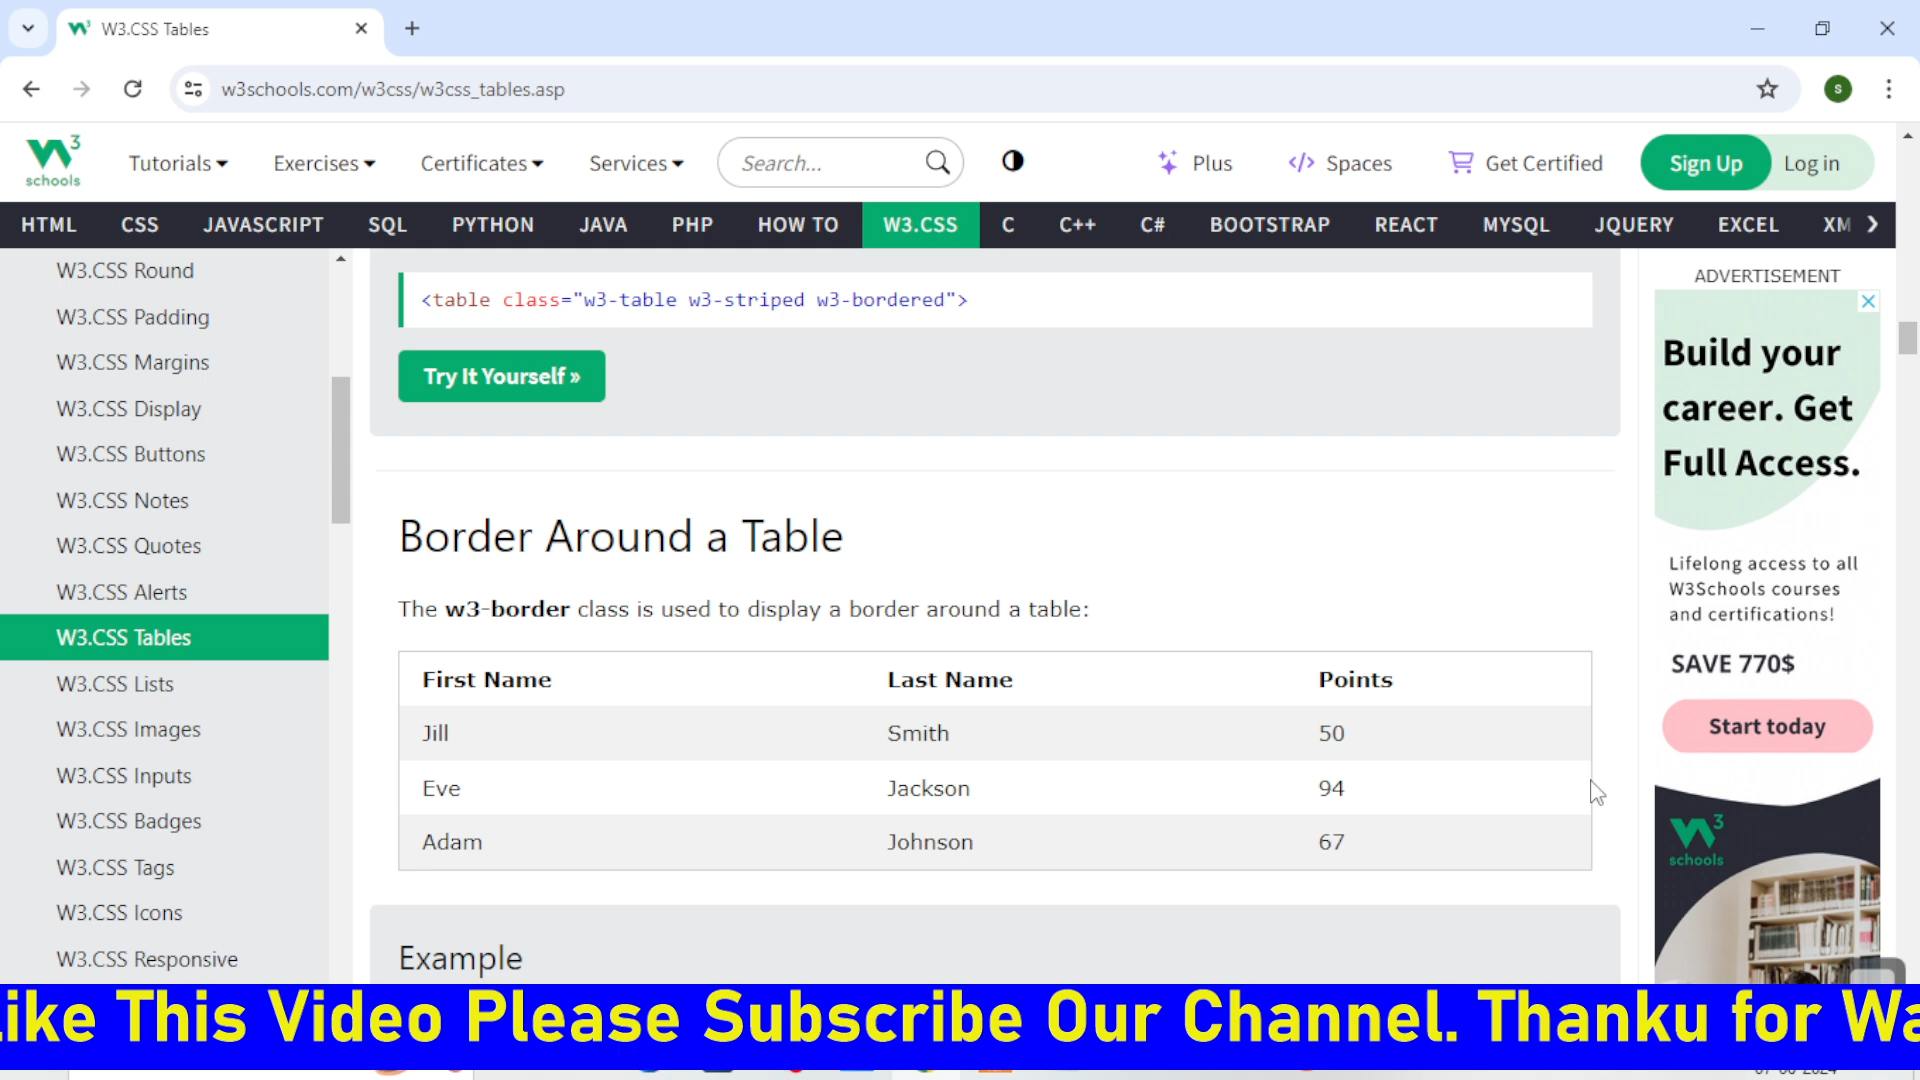 W3.CSS Tables
w3schools.com/w3css/w3css_tables.asp
S
W3 schools
Tutorials
Exercises
Certificates
Services
Search...
Plus
Spaces
Get Certified
Sign Up
Log in
HTML CSS JAVASCRIPT SQL PYTHON JAVA PHP HOW TO W3.CSS C C++ C# BOOTSTRAP REACT MYSQL JQUERY EXCEL XM
W3.CSS Round
W3.CSS Padding
W3.CSS Margins
W3.CSS Display
W3.CSS Buttons
W3.CSS Notes
W3.CSS Quotes
W3.CSS Alerts
W3.CSS Tables
W3.CSS Lists
W3.CSS Images
W3.CSS Inputs
W3.CSS Badges
W3.CSS Tags
W3.CSS Icons
W3.CSS Responsive
<table class="w3-table w3-striped w3-bordered">
Try It Yourself »
Border Around a Table
The w3-border class is used to display a border around a table:
First Name Last Name Points
Jill Smith 50
Eve Jackson 94
Adam Johnson 67
Example
ADVERTISEMENT
Build your
career. Get
Full Access.
Lifelong access to all
W3Schools courses
and certifications!
SAVE 770$
Start today
W3 schools
ike This Video Please Subscribe Our Channel. Thanku for Wa